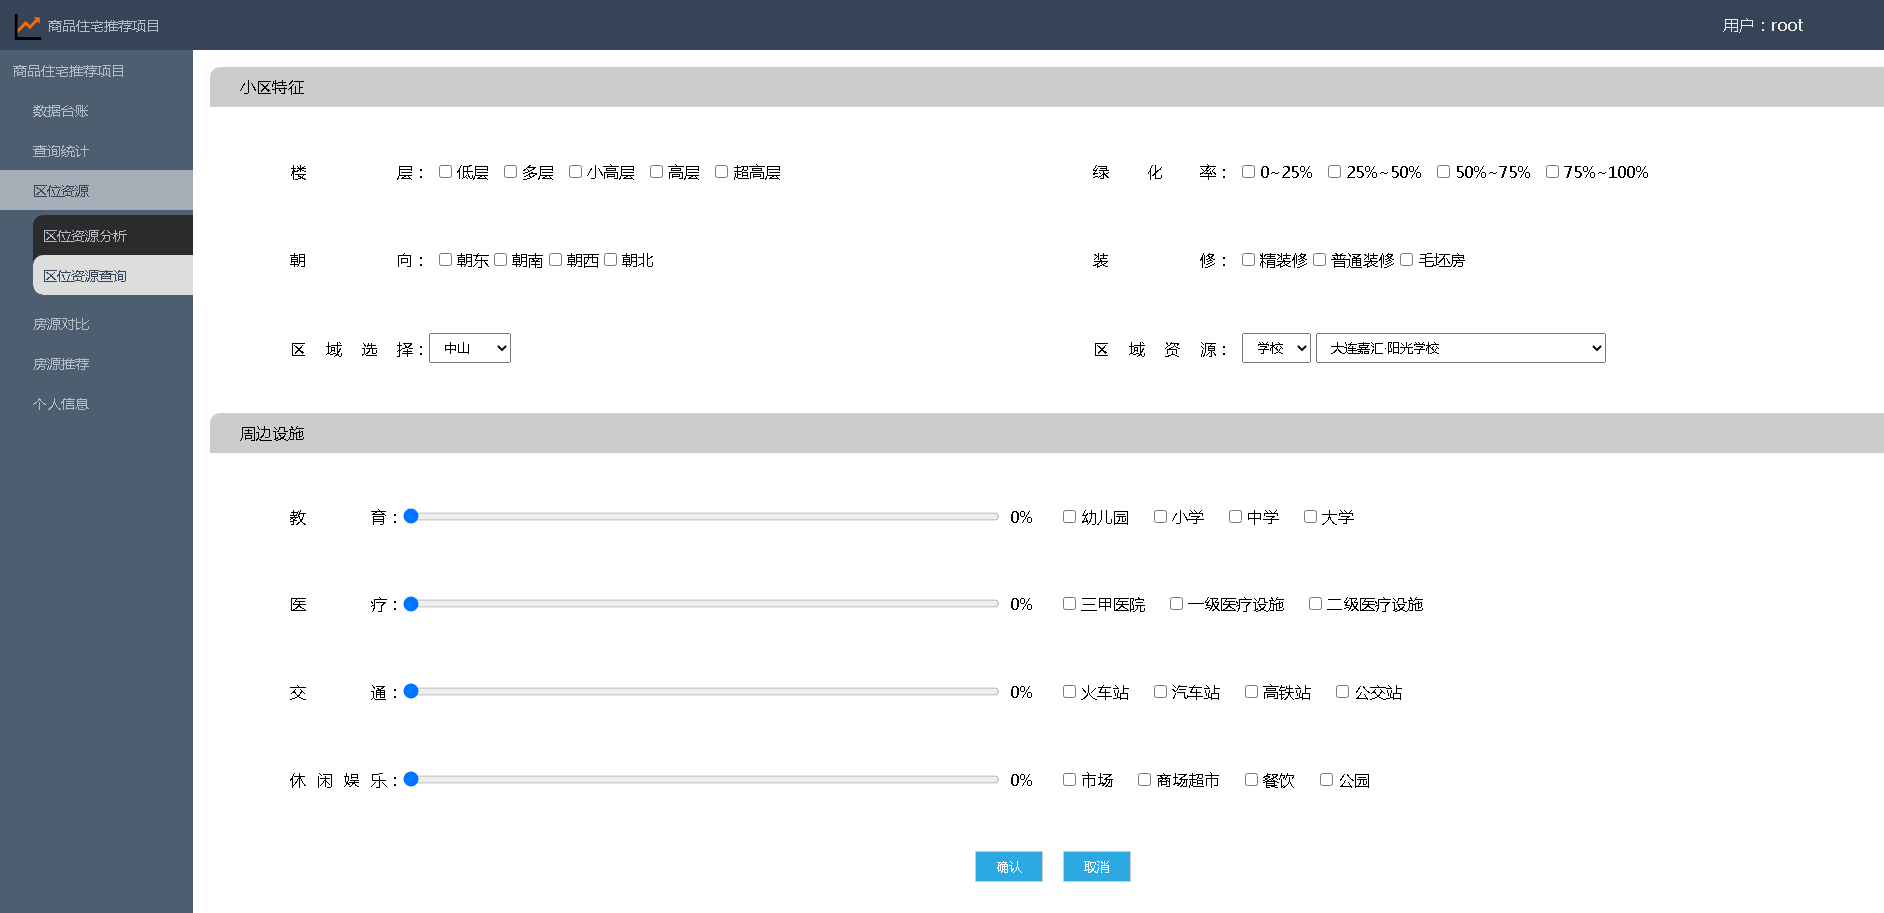 商品住宅推荐项目
用户：root
商品住宅推荐项目
数据台账
查询统计
区位资源
区位资源分析
区位资源查询
房源对比
房源推荐
个人信息
小区特征
楼层： 低层 多层 小高层 高层 超高层
绿化率： 0~25% 25%~50% 50%~75% 75%~100%
朝向： 朝东 朝南 朝西 朝北
装修： 精装修 普通装修 毛坯房
区域选择： 中山
区域资源： 学校 大连嘉汇·阳光学校
周边设施
教育： 0% 幼儿园 小学 中学 大学
医疗： 0% 三甲医院 一级医疗设施 二级医疗设施
交通： 0% 火车站 汽车站 高铁站 公交站
休闲娱乐： 0% 市场 商场超市 餐饮 公园
确认 取消